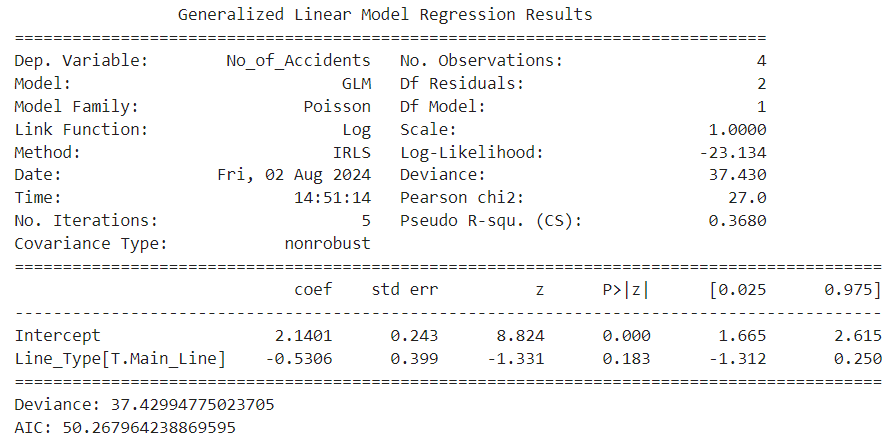 Generalized Linear Model Regression Results
==============================================================================
Dep. Variable: No_of_Accidents No. Observations: 4
Model: GLM Df Residuals: 2
Model Family: Poisson Df Model: 1
Link Function: Log Scale: 1.0000
Method: IRLS Log-Likelihood: -23.134
Date: Fri, 02 Aug 2024 Deviance: 37.430
Time: 14:51:14 Pearson chi2: 27.0
No. Iterations: 5 Pseudo R-squ. (CS): 0.3680
Covariance Type: nonrobust
==========================================================================================
coef std err z P>|z| [0.025 0.975]
------------------------------------------------------------------------------------------
Intercept 2.1401 0.243 8.824 0.000 1.665 2.615
Line_Type[T.Main_Line] -0.5306 0.399 -1.331 0.183 -1.312 0.250
==========================================================================================
Deviance: 37.42994775023705
AIC: 50.267964238869595